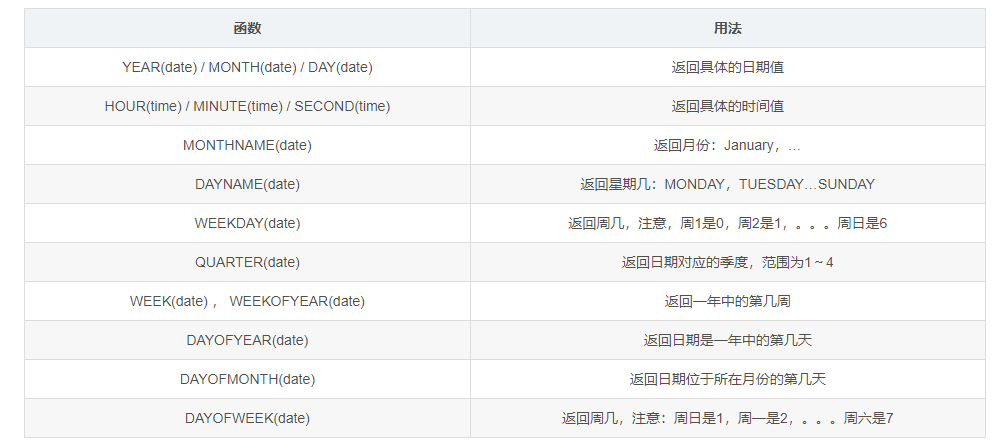 函数 用法
YEAR(date) / MONTH(date) / DAY(date) 返回具体的日期值
HOUR(time) / MINUTE(time) / SECOND(time) 返回具体的时间值
MONTHNAME(date) 返回月份：January，...
DAYNAME(date) 返回星期几：MONDAY，TUESDAY...SUNDAY
WEEKDAY(date) 返回周几，注意，周1是0，周2是1，。。。周日是6
QUARTER(date) 返回日期对应的季度，范围为1～4
WEEK(date) ， WEEKOFYEAR(date) 返回一年中的第几周
DAYOFYEAR(date) 返回日期是一年中的第几天
DAYOFMONTH(date) 返回日期位于所在月份的第几天
DAYOFWEEK(date) 返回周几，注意：周日是1，周一是2，。。。周六是7